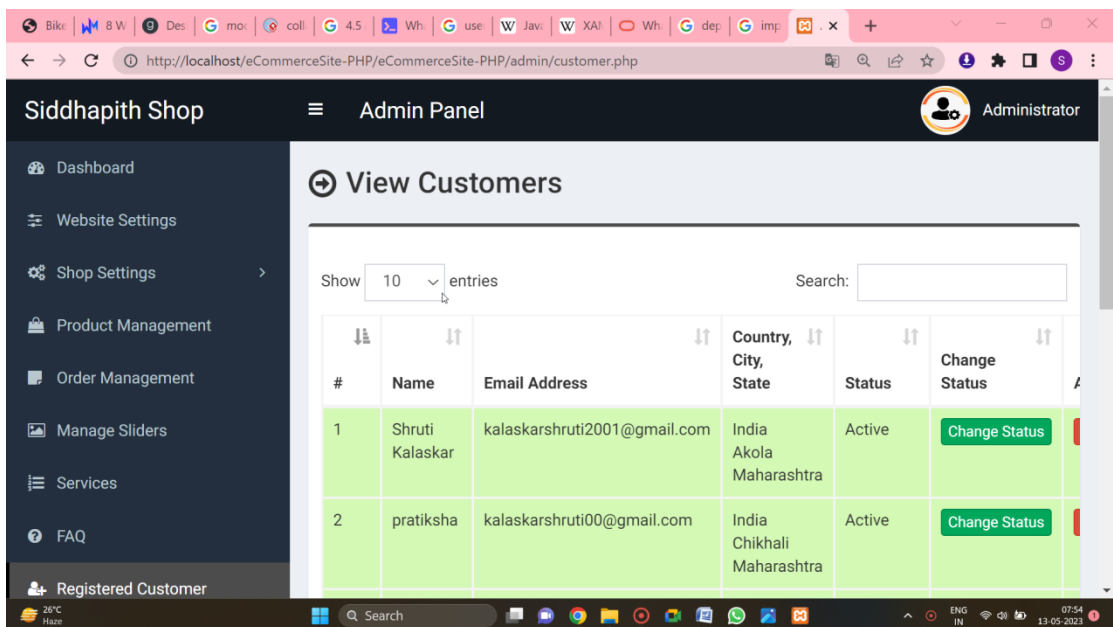 Bike
8 W
Des
moc
coll
4.5
Wh
use
Java
XAM
Wh
dep
imp
.
http://localhost/eCommerceSite-PHP/eCommerceSite-PHP/admin/customer.php
S
Siddhapith Shop
Admin Panel
Administrator
Dashboard
View Customers
Website Settings
Shop Settings
Show 10 entries
Search:
Product Management
Order Management
# Name Email Address Country, City, State Status Change Status
Manage Sliders
1 Shruti Kalaskar kalaskarshruti2001@gmail.com India Akola Maharashtra Active Change Status
Services
2 pratiksha kalaskarshruti00@gmail.com India Chikhali Maharashtra Active Change Status
FAQ
Registered Customer
26°C
Haze
Search
ENG
IN
07:54
13-05-2023
1